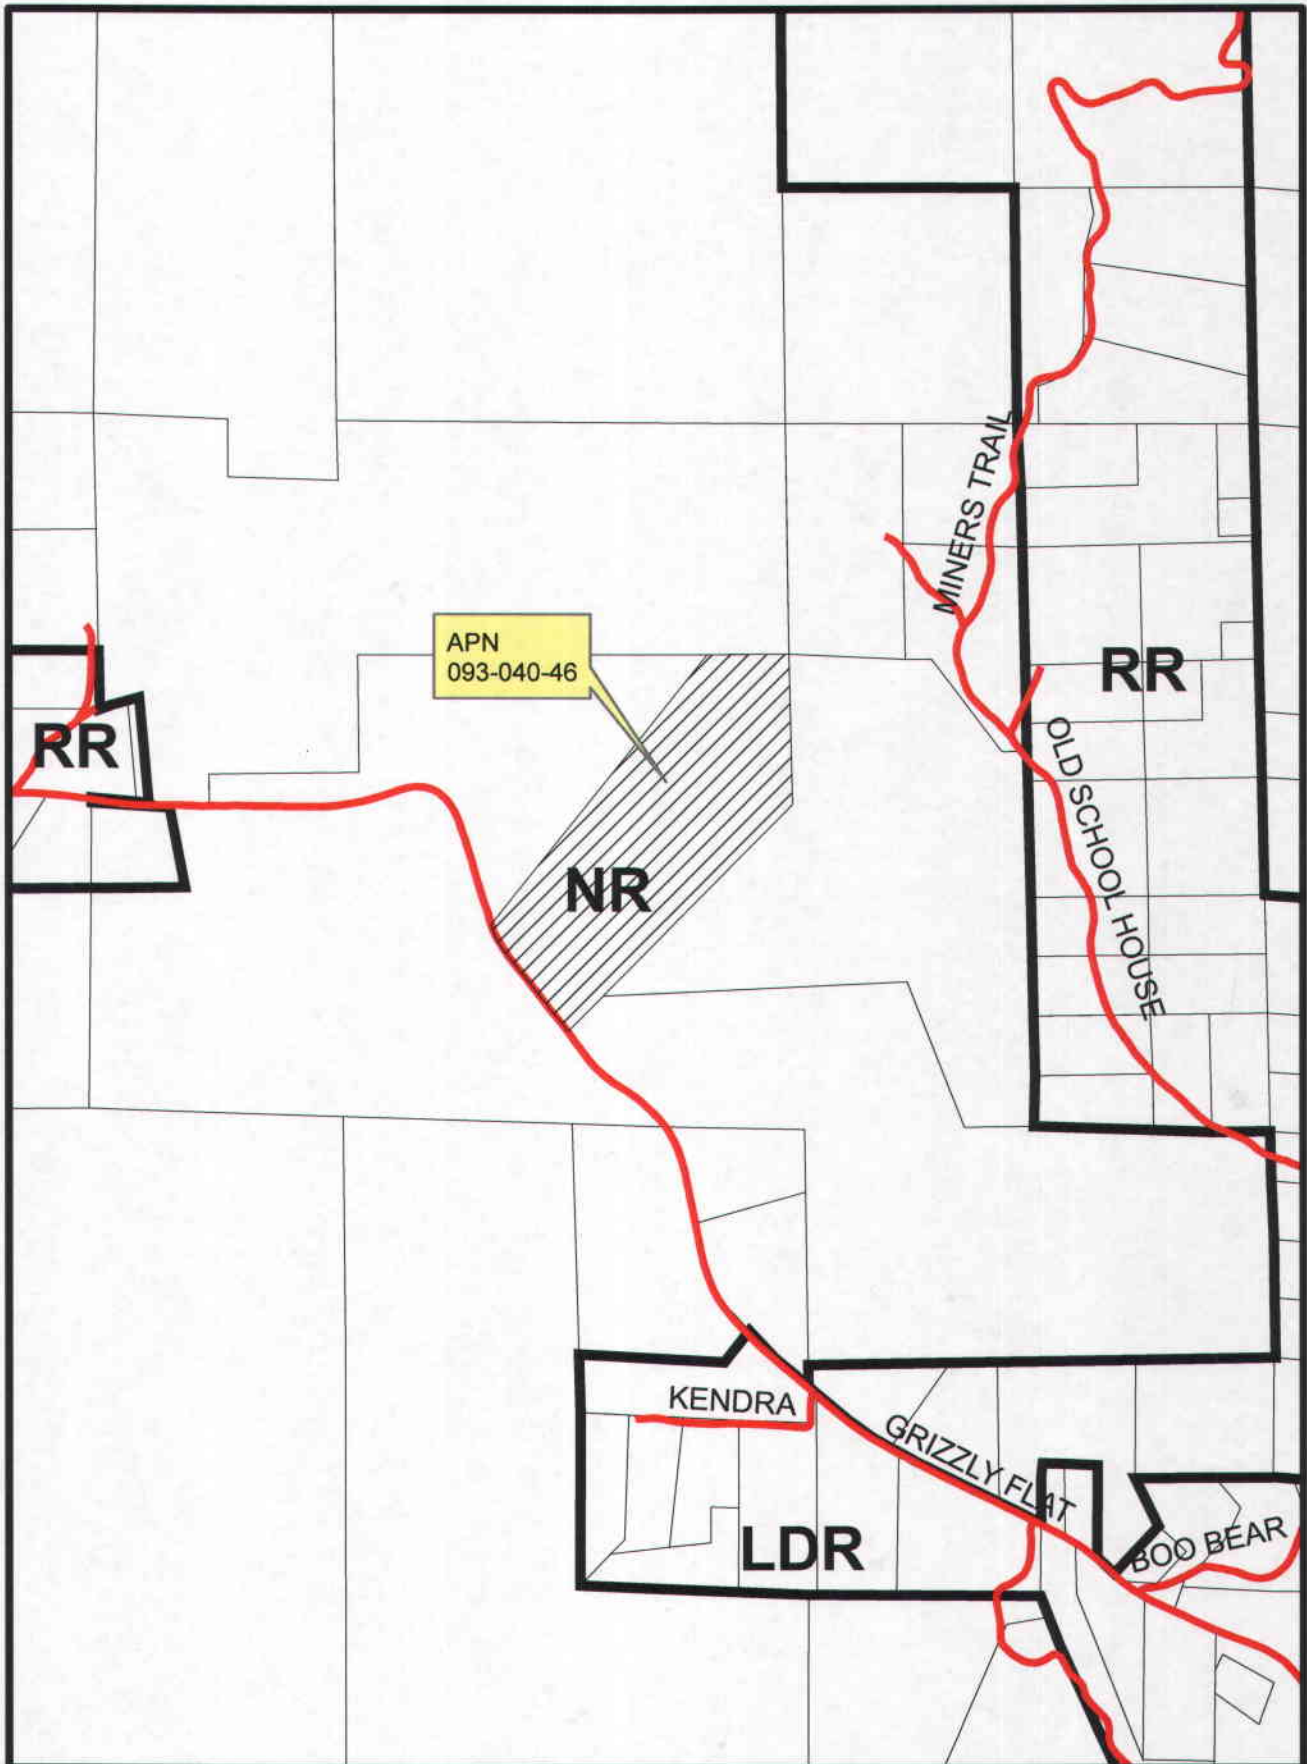 MINERS TRAIL
APN
093-040-46
RR
RR
OLD SCHOOL HOUSE
NR
KENDRA
GRIZZLY FLAT
LDR
BOO BEAR